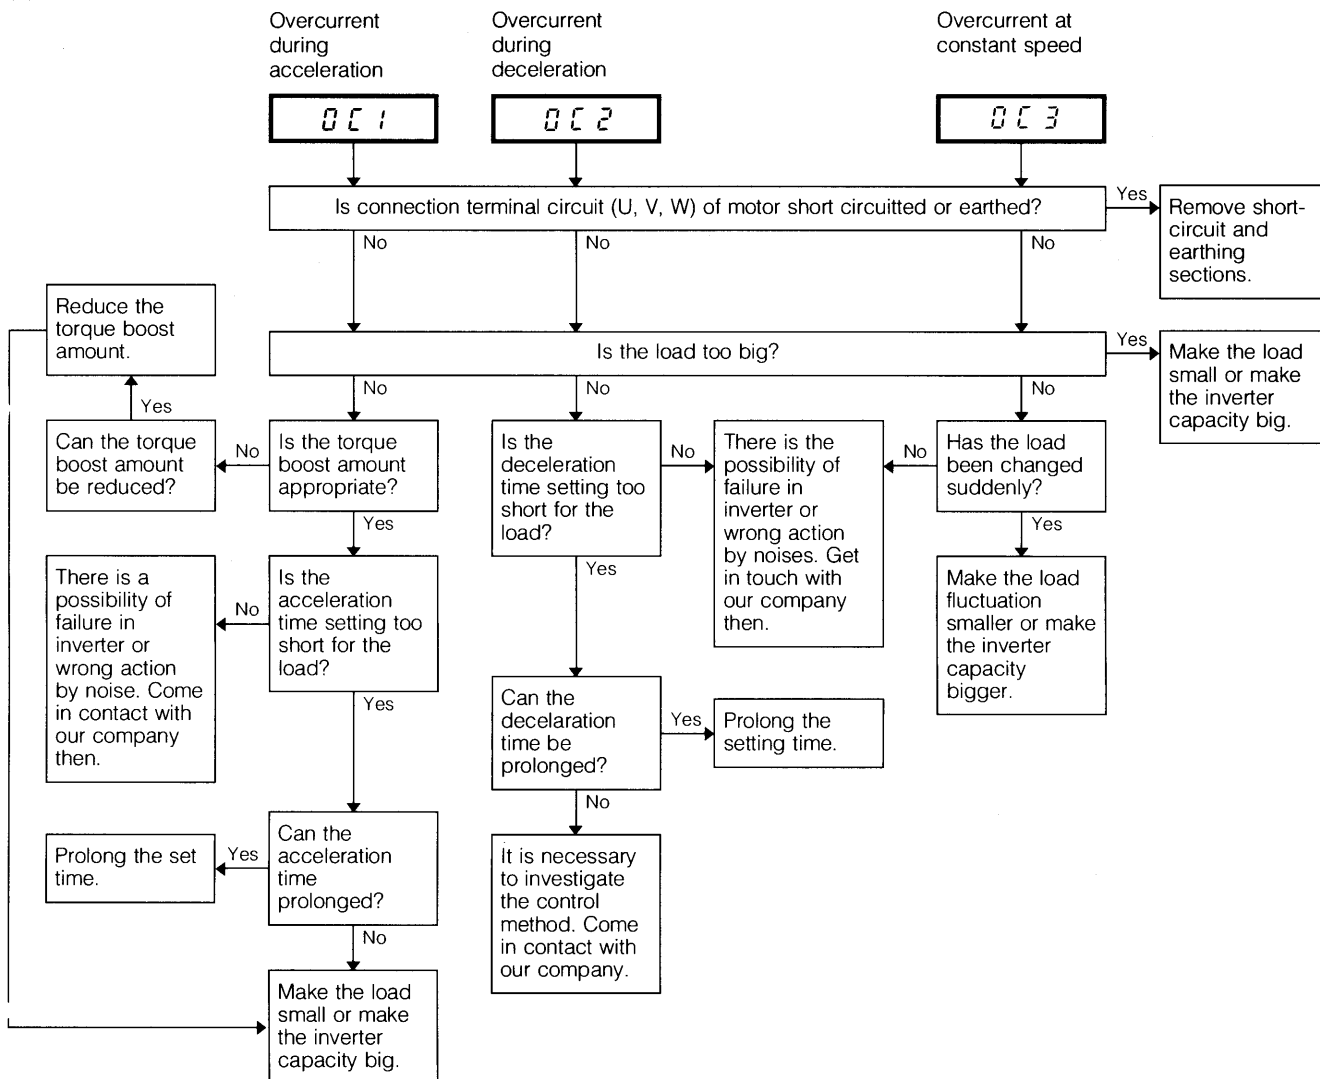 Overcurrent
during
acceleration
Overcurrent
during
deceleration
Overcurrent at
constant speed
OC1
OC2
OC3
Is connection terminal circuit (U, V, W) of motor short circuitted or earthed?
Yes
Remove short-
circuit and
earthing
sections.
No
No
No
Reduce the
torque boost
amount.
Is the load too big?
Yes
Make the load
small or make
the inverter
capacity big.
No
No
No
Yes
Can the torque
boost amount
be reduced?
No
Is the torque
boost amount
appropriate?
Is the
deceleration
time setting too
short for the
load?
No
There is the
possibility of
failure in
inverter or
wrong action
by noises. Get
in touch with
our company
then.
No
Has the load
been changed
suddenly?
Yes
Yes
Yes
There is a
possibility of
failure in
inverter or
wrong action
by noise. Come
in contact with
our company
then.
No
Is the
acceleration
time setting too
short for the
load?
Make the load
fluctuation
smaller or make
the inverter
capacity
bigger.
Yes
Can the
decelaration
time be
prolonged?
Yes
Prolong the
setting time.
No
Prolong the set
time.
Yes
Can the
acceleration
time
prolonged?
It is necessary
to investigate
the control
method. Come
in contact with
our company.
No
Make the load
small or make
the inverter
capacity big.